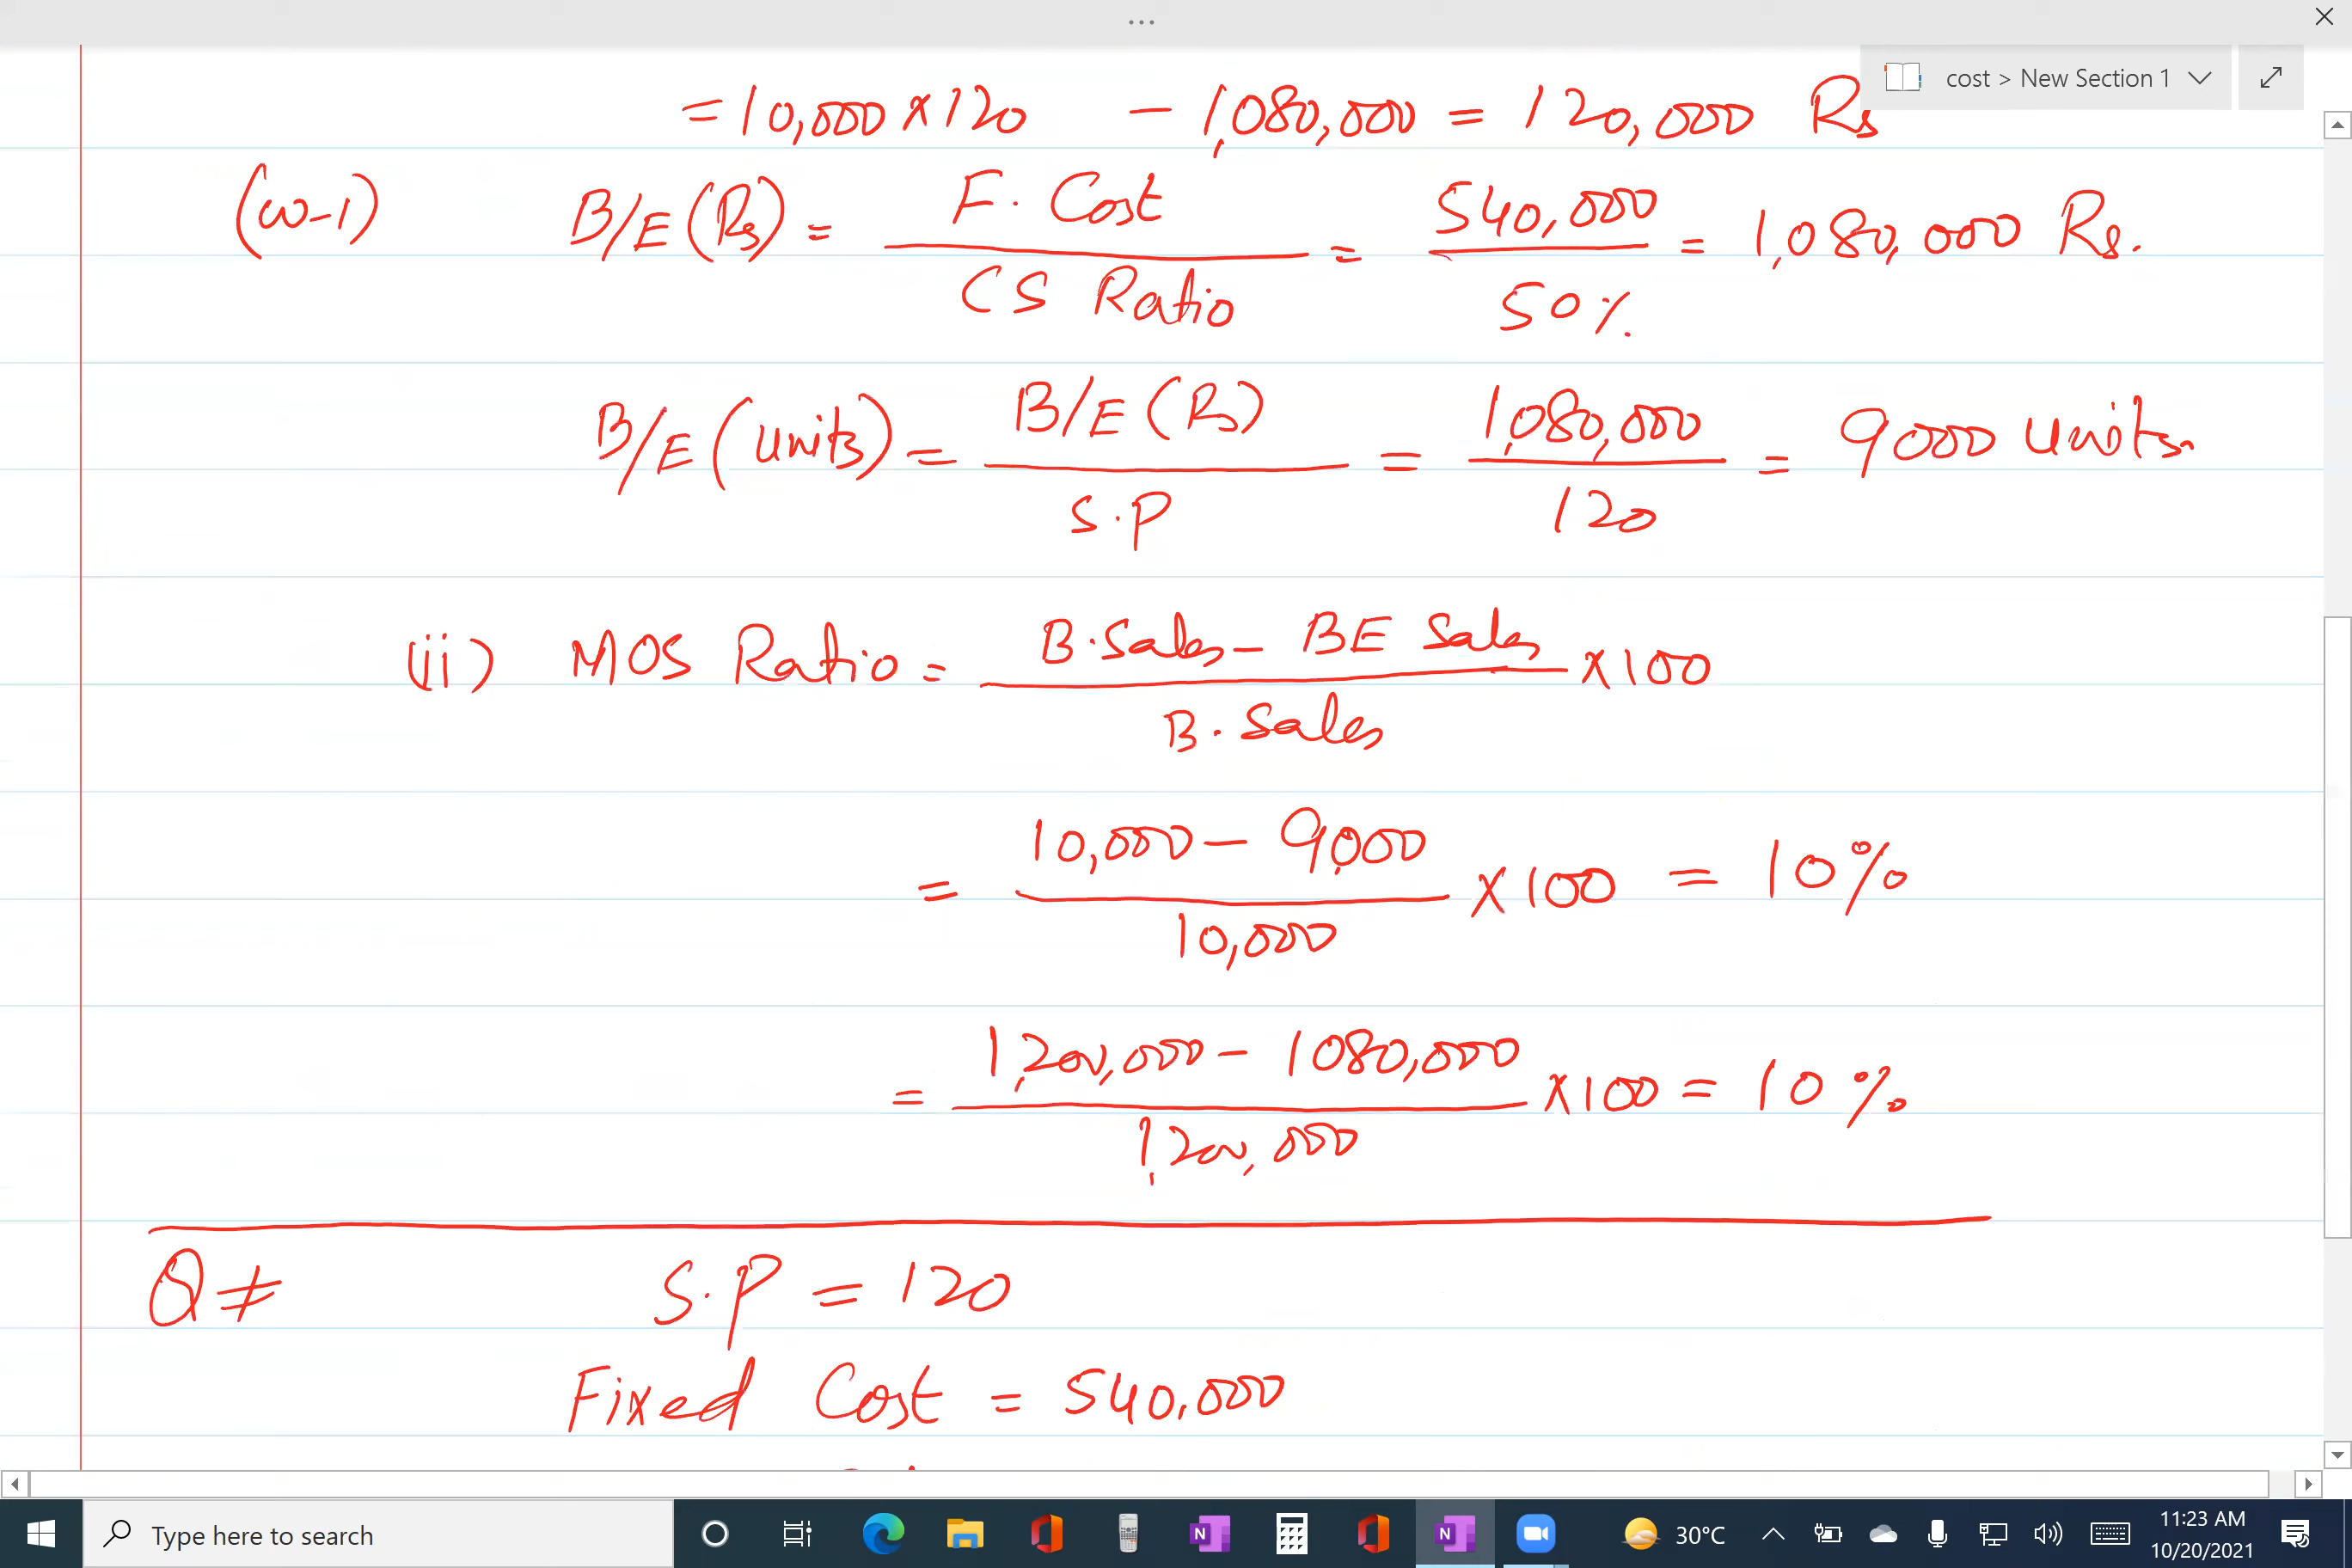 cost > New Section 1
= 10,000 × 120 – 1,080,000 = 120,000 Rs
(w-1) B/E (Rs) = F. Cost / CS Ratio = 540,000 / 50% = 1,080,000 Rs.
B/E (units) = B/E (Rs) / S.P = 1,080,000 / 120 = 9000 units.
(ii) MOS Ratio = B. Sales – BE Sales / B. Sales × 100
= 10,000 – 9,000 / 10,000 × 100 = 10%
= 1,200,000 – 1080,000 / 1,200,000 × 100 = 10%
Q≠ S.P = 120
Fixed Cost = 540,000
Type here to search
30°C
11:23 AM
10/20/2021